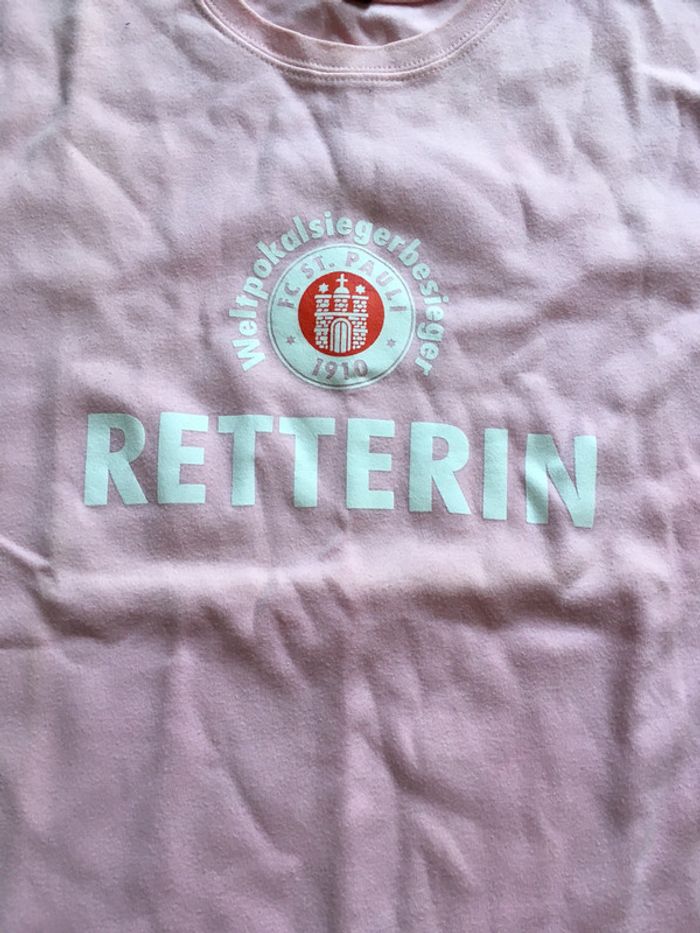 Weltpokalsiegerbesieger
FC ST. PAULI
1910
RETTERIN